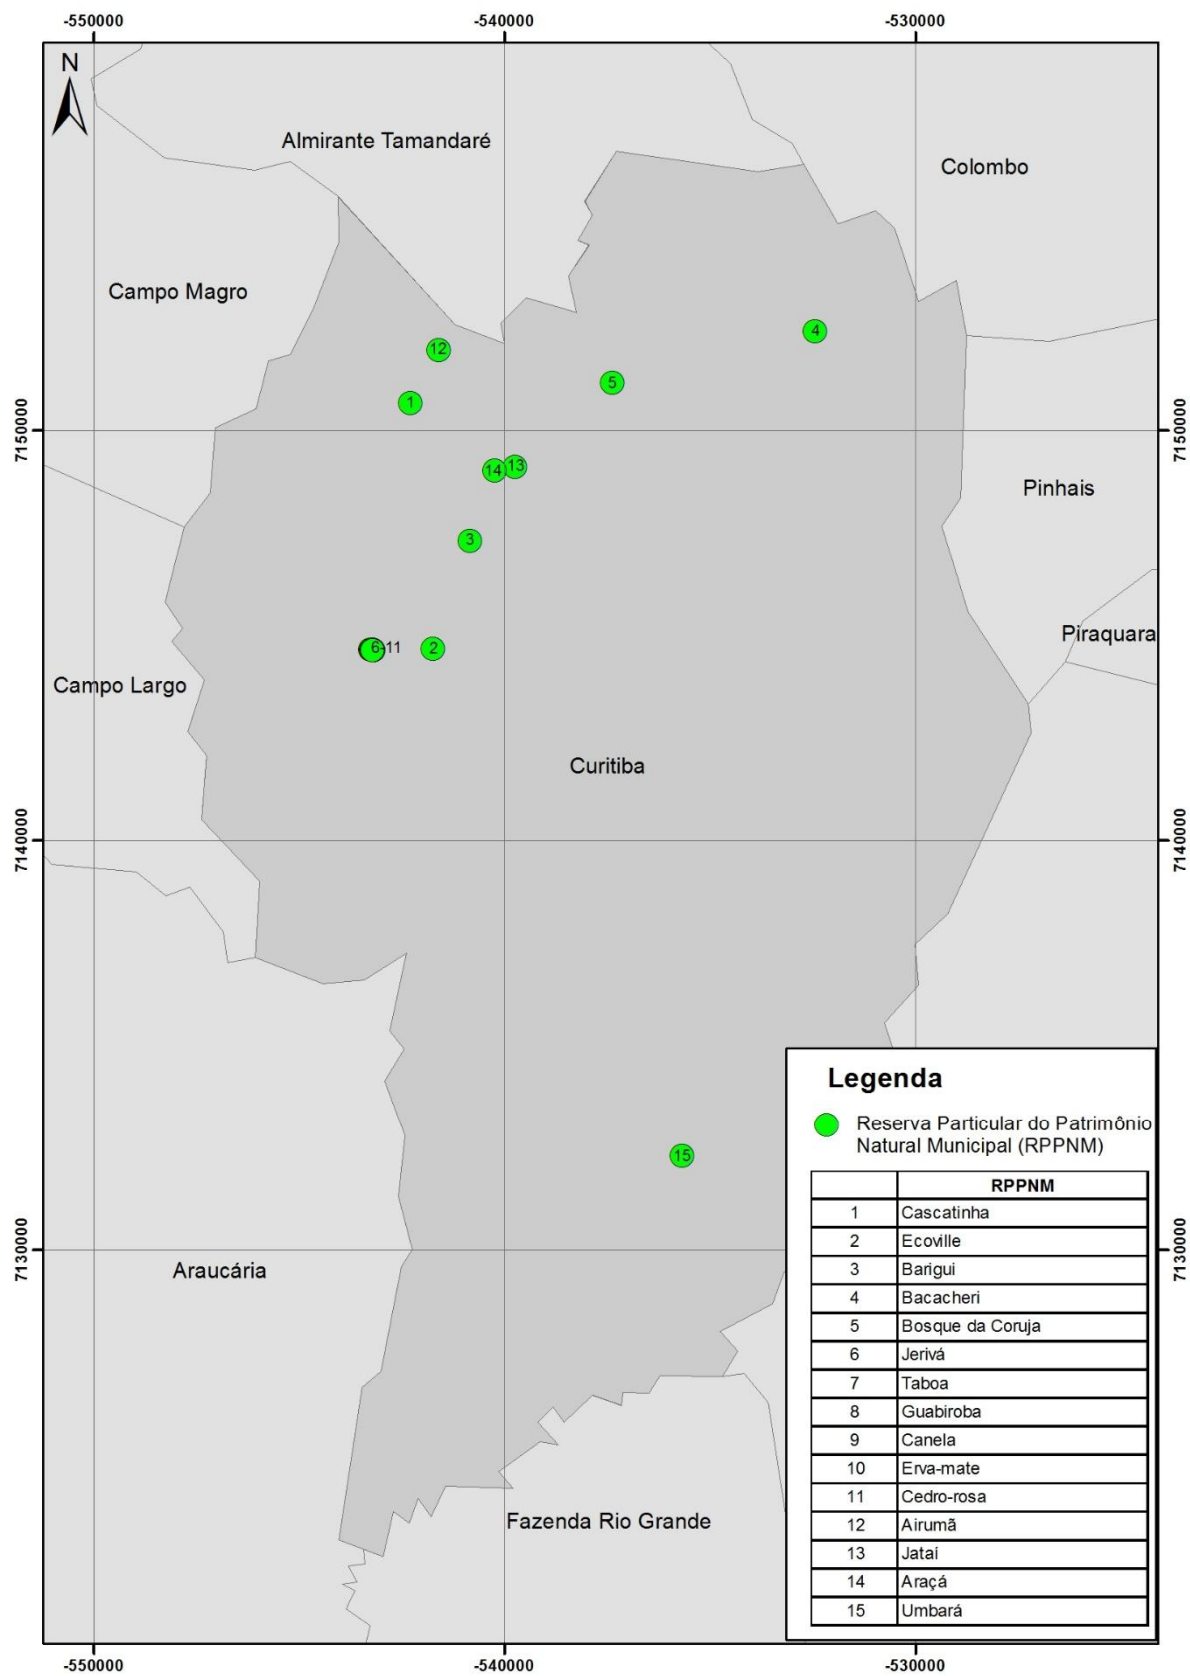 -550000 -540000 -530000
N
Almirante Tamandaré
Colombo
Campo Magro
4
12
5
1
7150000 7150000
13
14
Pinhais
3
Piraquara
6-11
2
Campo Largo
Curitiba
7140000 7140000
Legenda
Reserva Particular do Patrimônio
Natural Municipal (RPPNM)
15
RPPNM
1 Cascatinha
2 Ecoville
7130000 7130000
Araucária
3 Barigui
4 Bacacheri
5 Bosque da Coruja
6 Jerivá
7 Taboa
8 Guabiroba
9 Canela
10 Erva-mate
11 Cedro-rosa
Fazenda Rio Grande
12 Airumã
13 Jataí
14 Araçá
15 Umbará
-550000 -540000 -530000